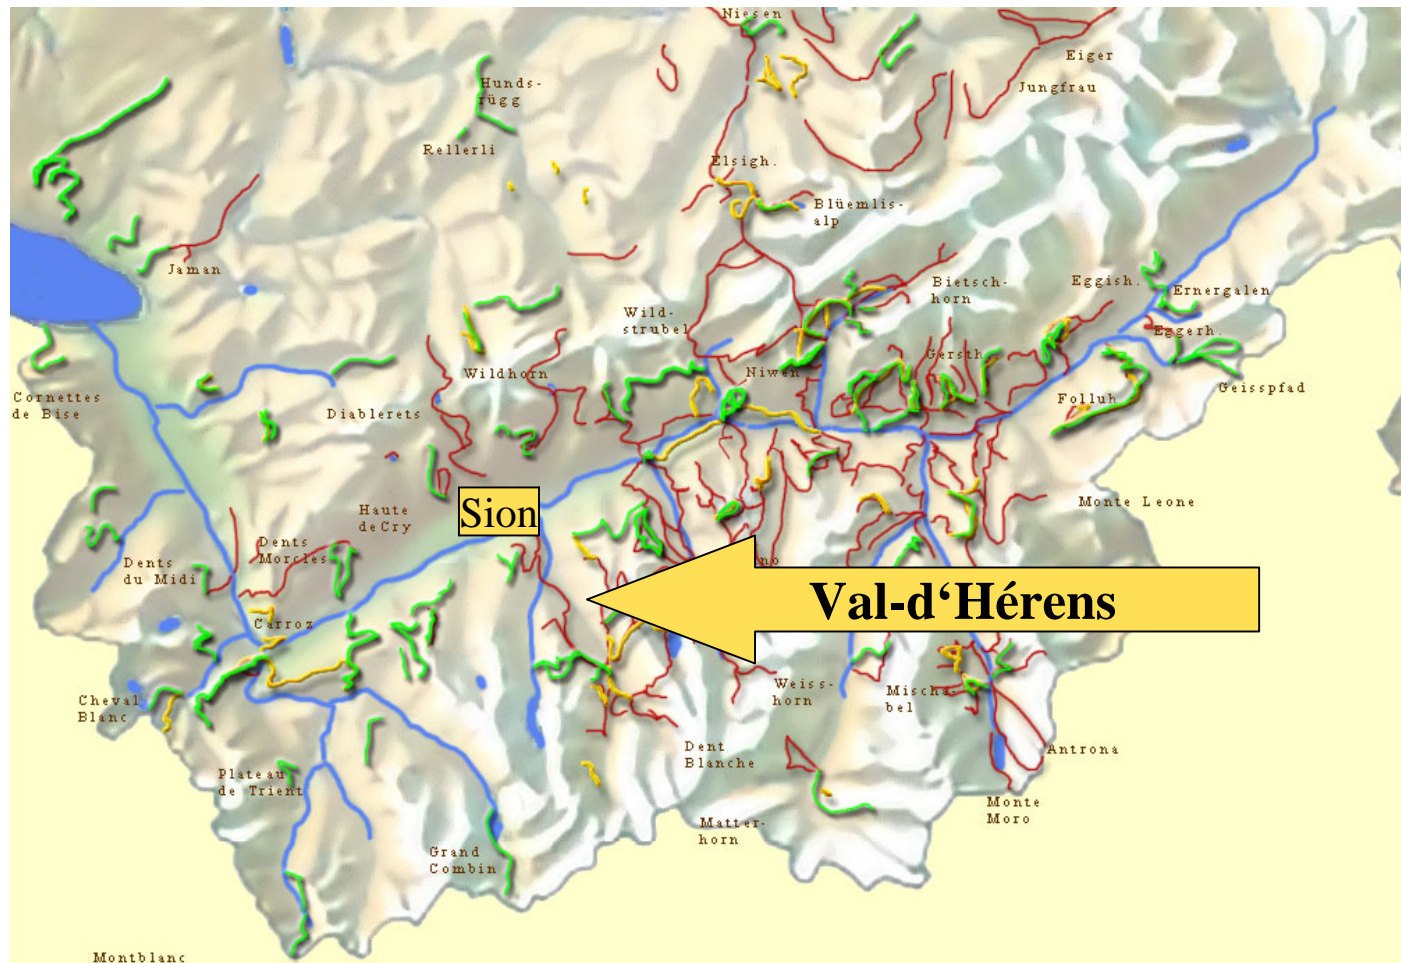 Niesen
Eiger
Jungfrau
Hunds-
rügg
Rellerli
Elsigh.
Blüemlis-
alp
Jaman
Bietsch-
horn
Eggish.
Ernergalen
Wild-
strubel
Eggerh.
Gersth.
Niwen
Wildhorn
Geisspfad
Cornettes
de Bise
Diablerets
Folluh
Monte Leone
Sion
Haute
deCry
Dents
Morcles
Dents
du Midi
Val-d‘Hérens
Carroz
Weiss-
horn
Mischa-
bel
Cheval
Blanc
Dent
Blanche
Antrona
Plateau
de Trient
Monte
Moro
Matter-
horn
Grand
Combin
Montblanc